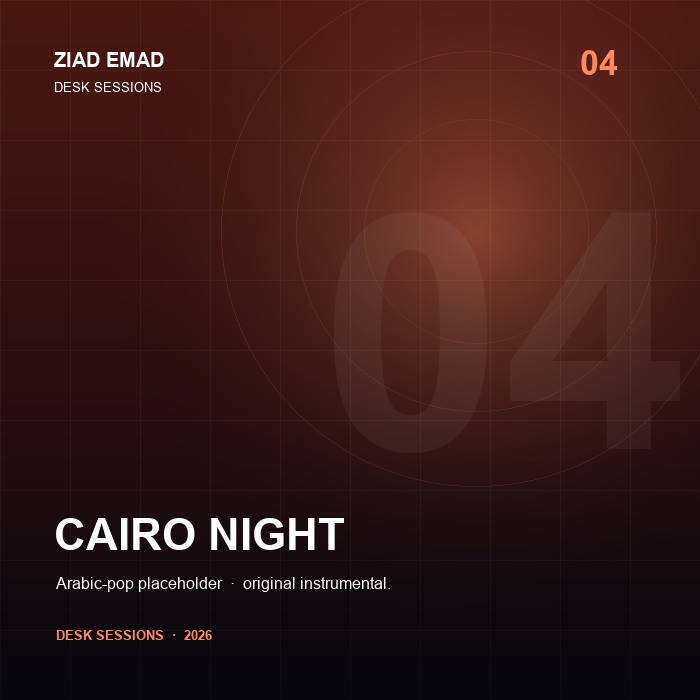 ZIAD EMAD
04
DESK SESSIONS
04
CAIRO NIGHT
Arabic-pop placeholder · original instrumental.
DESK SESSIONS · 2026